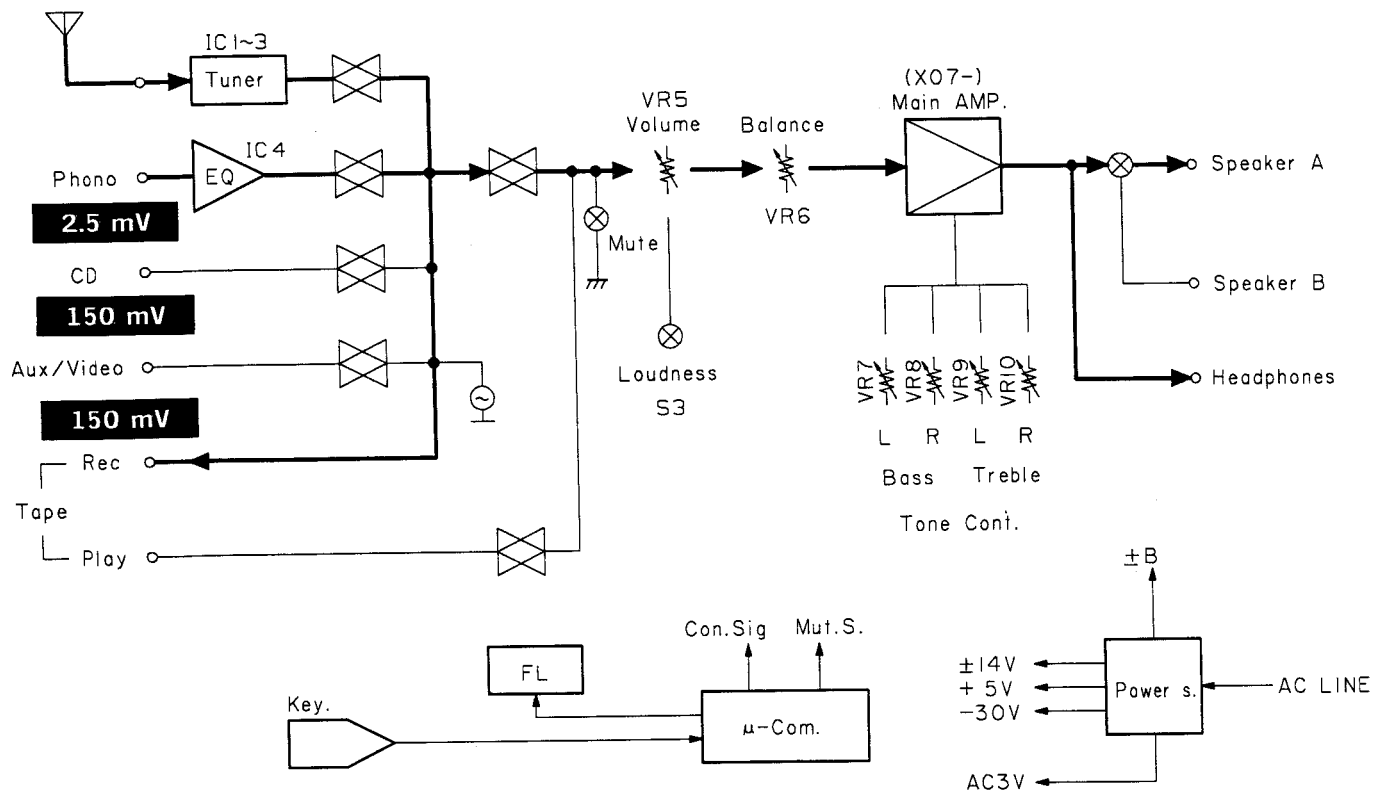 IC1~3
Tuner
Phono
IC4
EQ
2.5 mV
CD
150 mV
Aux/Video
150 mV
Rec
Tape
Play
VR5
Volume
Mute
Loudness
S3
Balance
VR6
(X07-)
Main AMP.
VR7
VR8
VR9
VR10
L R L R
Bass Treble
Tone Cont.
Speaker A
Speaker B
Headphones
Key.
FL
Con.Sig
Mut.S.
μ-Com.
±B
±14V
+5V
-30V
Power s.
AC LINE
AC3V